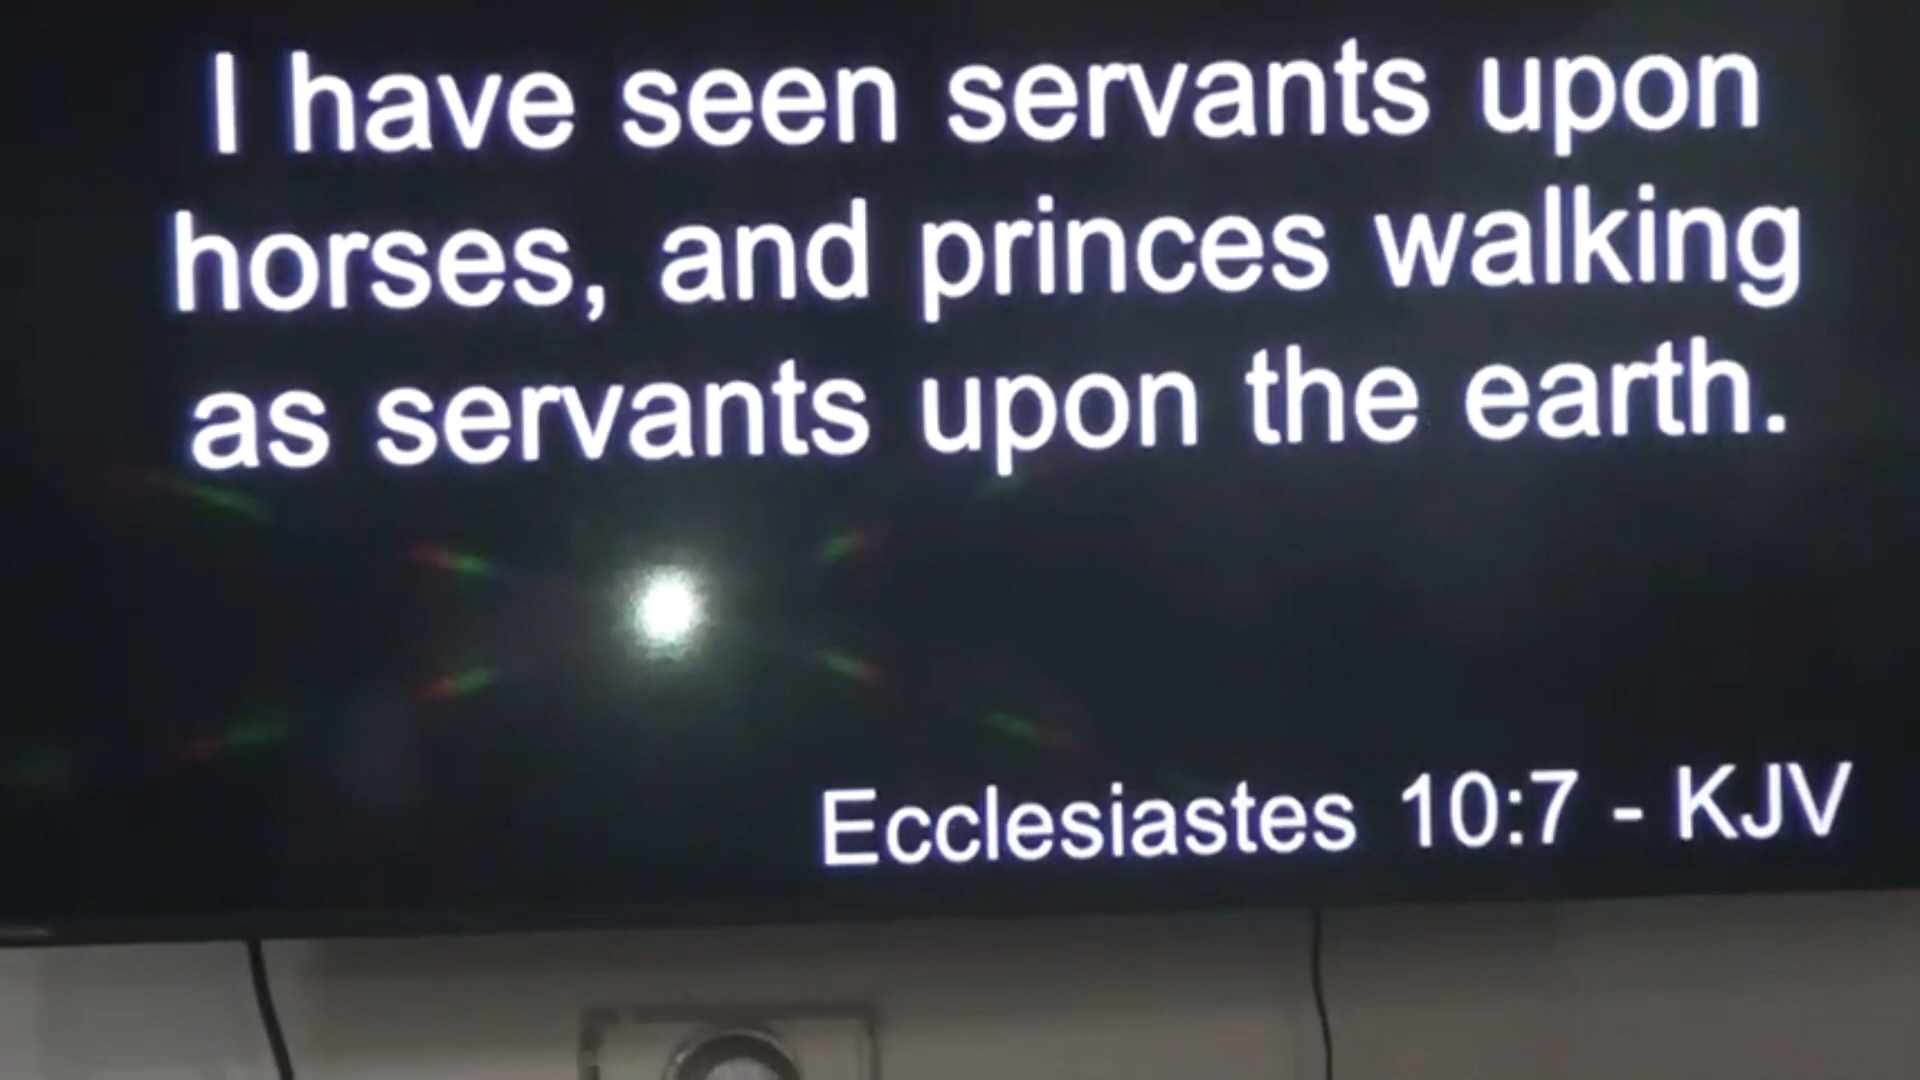 I have seen servants upon
horses, and princes walking
as servants upon the earth.
Ecclesiastes 10:7 - KJV